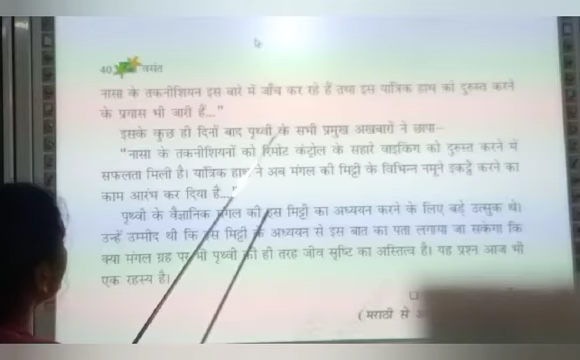 40 वसंत
नासा के तकनीशियन इस बारे में जाँच कर रहे हैं तथा इस यांत्रिक हाथ को दुरुस्त करने
के प्रयास भी जारी हैं..."
इसके कुछ ही दिनों बाद पृथ्वी के सभी प्रमुख अखबारों ने छापा–
"नासा के तकनीशियनों को रिमोट कंट्रोल के सहारे वाइकिंग को दुरुस्त करने में
सफलता मिली है। यांत्रिक हाथ ने अब मंगल की मिट्टी के विभिन्न नमूने इकट्ठे करने का
काम आरंभ कर दिया है..."
पृथ्वी के वैज्ञानिक मंगल की इस मिट्टी का अध्ययन करने के लिए बड़े उत्सुक थे।
उन्हें उम्मीद थी कि इस मिट्टी के अध्ययन से इस बात का पता लगाया जा सकेगा कि
क्या मंगल ग्रह पर भी पृथ्वी की ही तरह जीव सृष्टि का अस्तित्व है। यह प्रश्न आज भी
एक रहस्य है।
(मराठी से